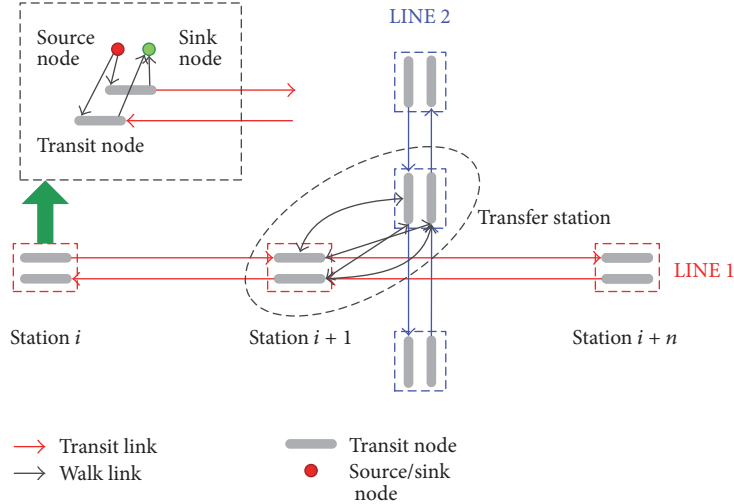 LINE 2
Source
node
Sink
node
Transit node
Transfer station
LINE 1
Station i
Station i + 1
Station i + n
Transit link
Walk link
Transit node
Source/sink
node